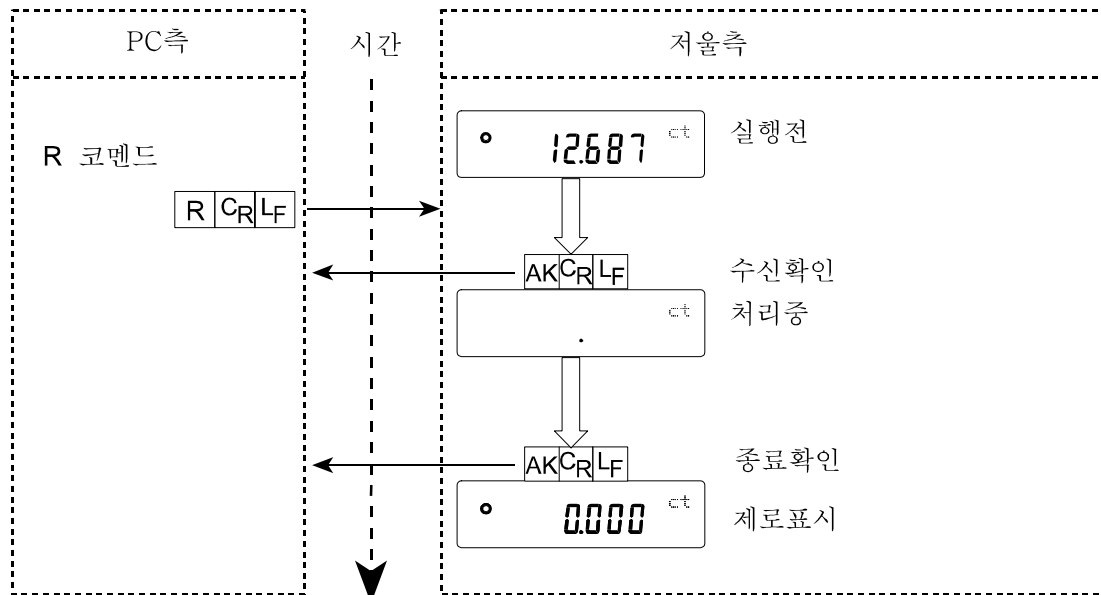 PC측 시간 저울측
12.687 ct 실행전
R 코멘드
R CR LF
AK CR LF 수신확인
ct 처리중
.
AK CR LF 종료확인
0.000 ct 제로표시